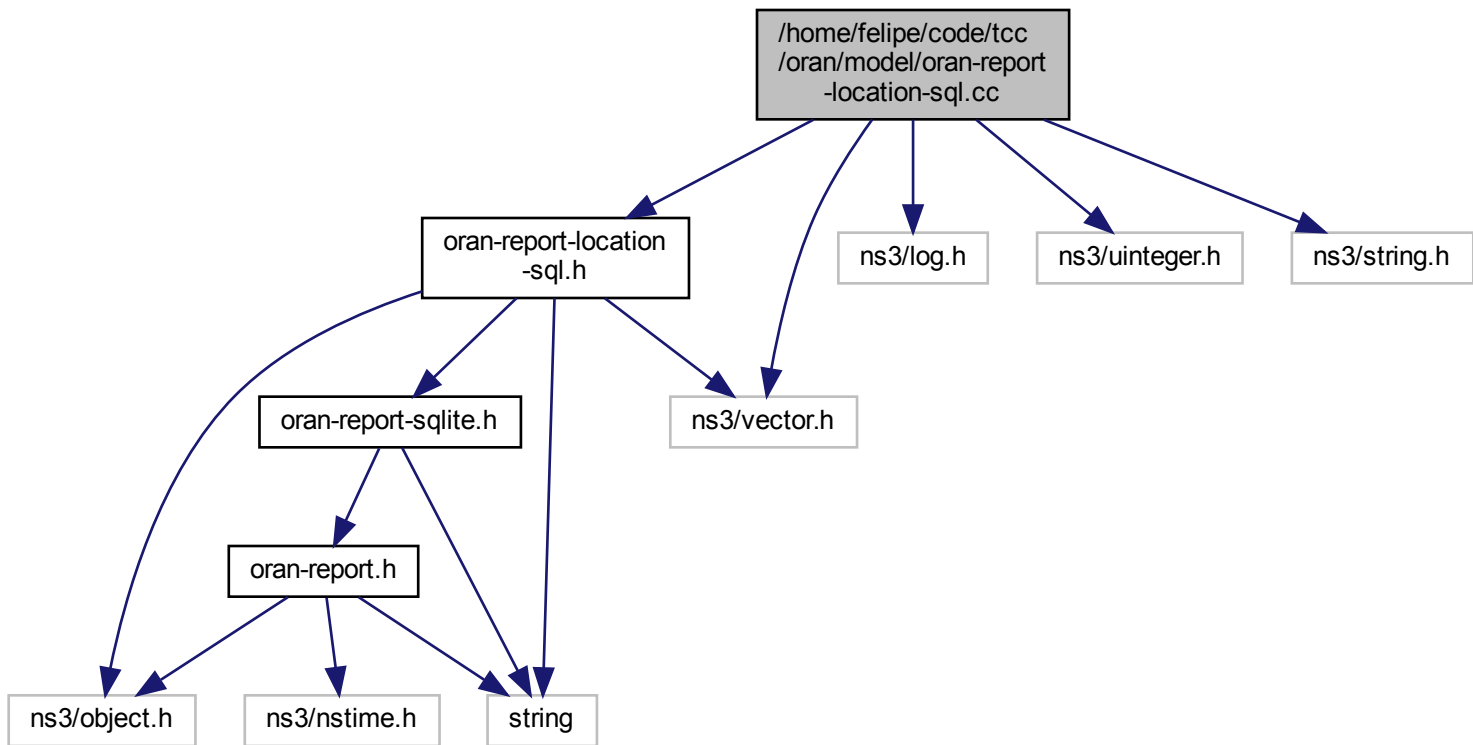 /home/felipe/code/tcc
/oran/model/oran-report
-location-sql.cc
oran-report-location
-sql.h
ns3/log.h
ns3/uinteger.h
ns3/string.h
oran-report-sqlite.h
ns3/vector.h
oran-report.h
ns3/object.h
ns3/nstime.h
string